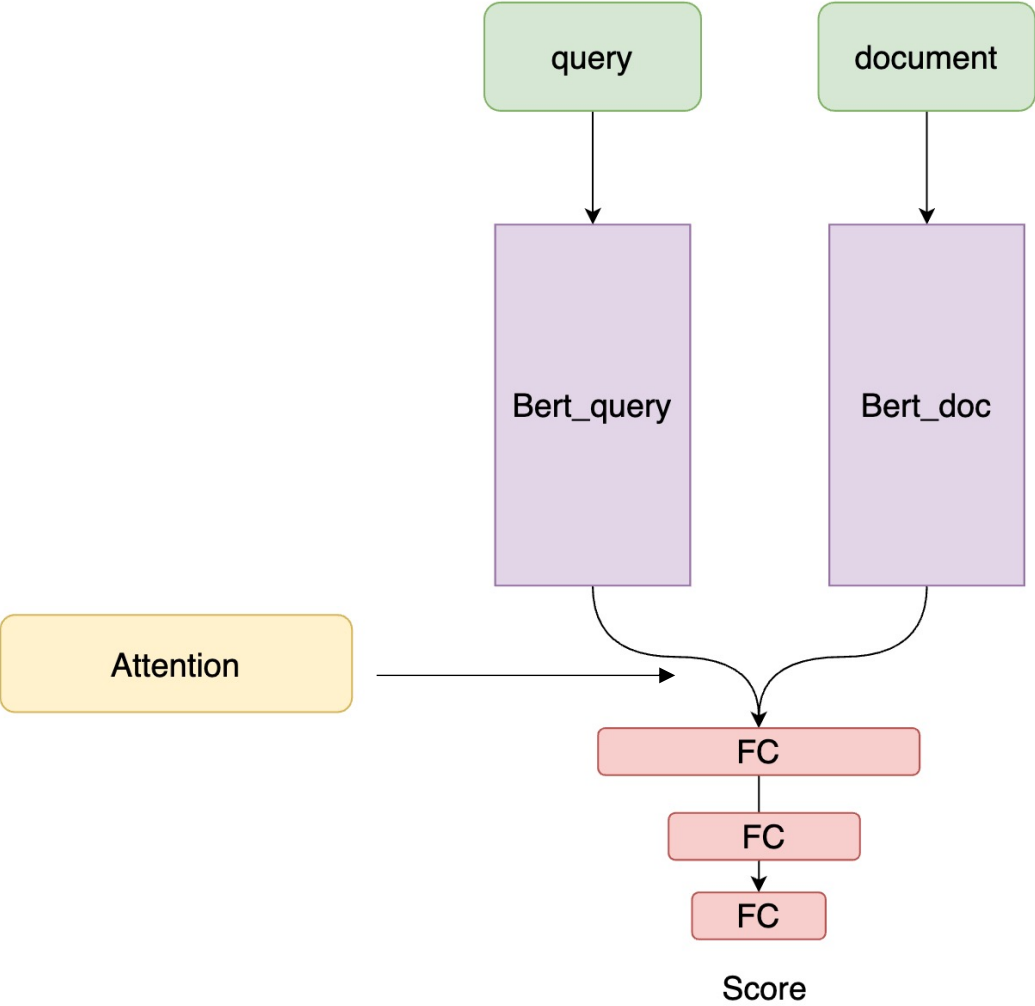 query
document
Bert_query
Bert_doc
Attention
FC
FC
FC
Score